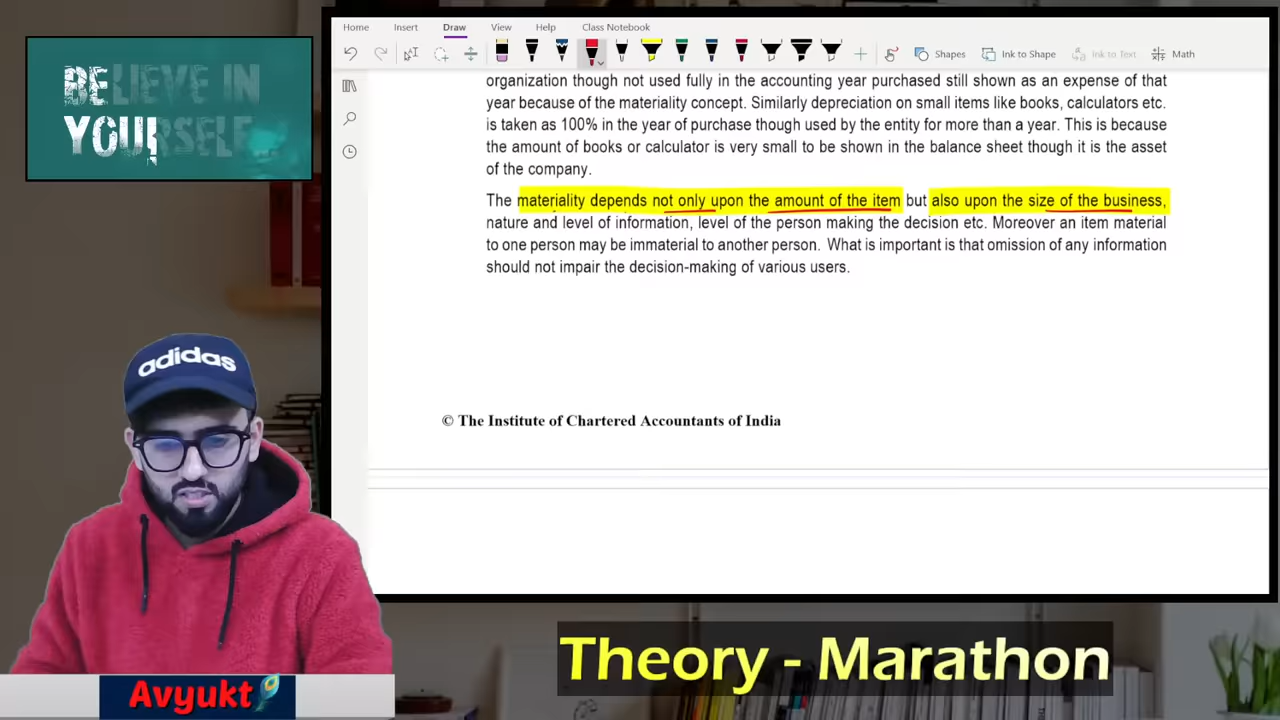 BELIEVE IN
YOURSELF
Home Insert Draw View Help Class Notebook
Shapes Ink to Shape Ink to Text Math
organization though not used fully in the accounting year purchased still shown as an expense of that
year because of the materiality concept. Similarly depreciation on small items like books, calculators etc.
is taken as 100% in the year of purchase though used by the entity for more than a year. This is because
the amount of books or calculator is very small to be shown in the balance sheet though it is the asset
of the company.
The materiality depends not only upon the amount of the item but also upon the size of the business,
nature and level of information, level of the person making the decision etc. Moreover an item material
to one person may be immaterial to another person. What is important is that omission of any information
should not impair the decision-making of various users.
© The Institute of Chartered Accountants of India
adidas
Theory - Marathon
Avyukt